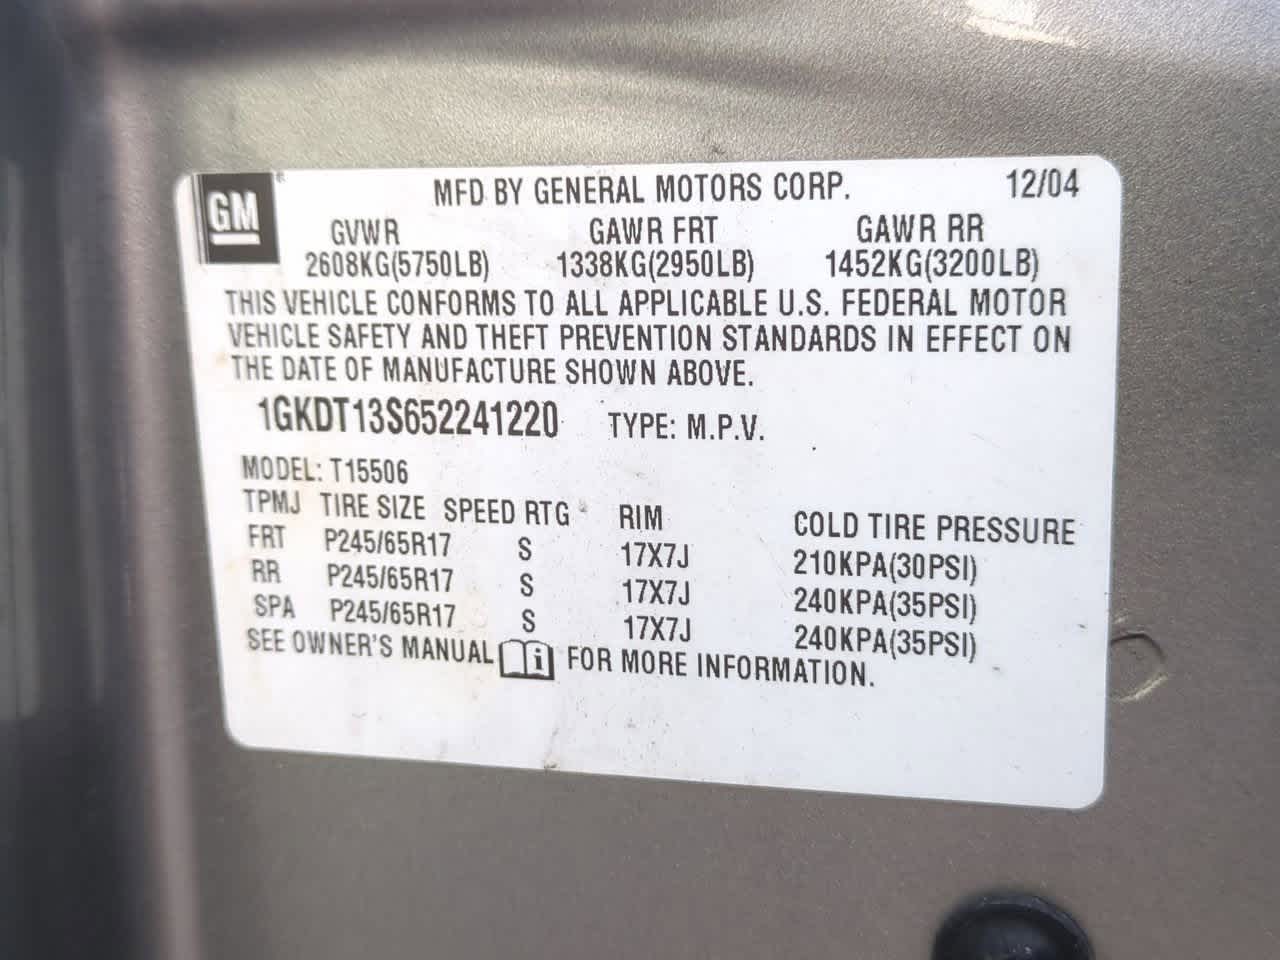 GM
MFD BY GENERAL MOTORS CORP. 12/04
GVWR GAWR FRT GAWR RR
2608KG(5750LB) 1338KG(2950LB) 1452KG(3200LB)
THIS VEHICLE CONFORMS TO ALL APPLICABLE U.S. FEDERAL MOTOR
VEHICLE SAFETY AND THEFT PREVENTION STANDARDS IN EFFECT ON
THE DATE OF MANUFACTURE SHOWN ABOVE.
1GKDT13S652241220 TYPE: M.P.V.
MODEL: T15506
TPMJ TIRE SIZE SPEED RTG RIM COLD TIRE PRESSURE
FRT P245/65R17 S 17X7J 210KPA(30PSI)
RR P245/65R17 S 17X7J 240KPA(35PSI)
SPA P245/65R17 S 17X7J 240KPA(35PSI)
SEE OWNER'S MANUAL i FOR MORE INFORMATION.